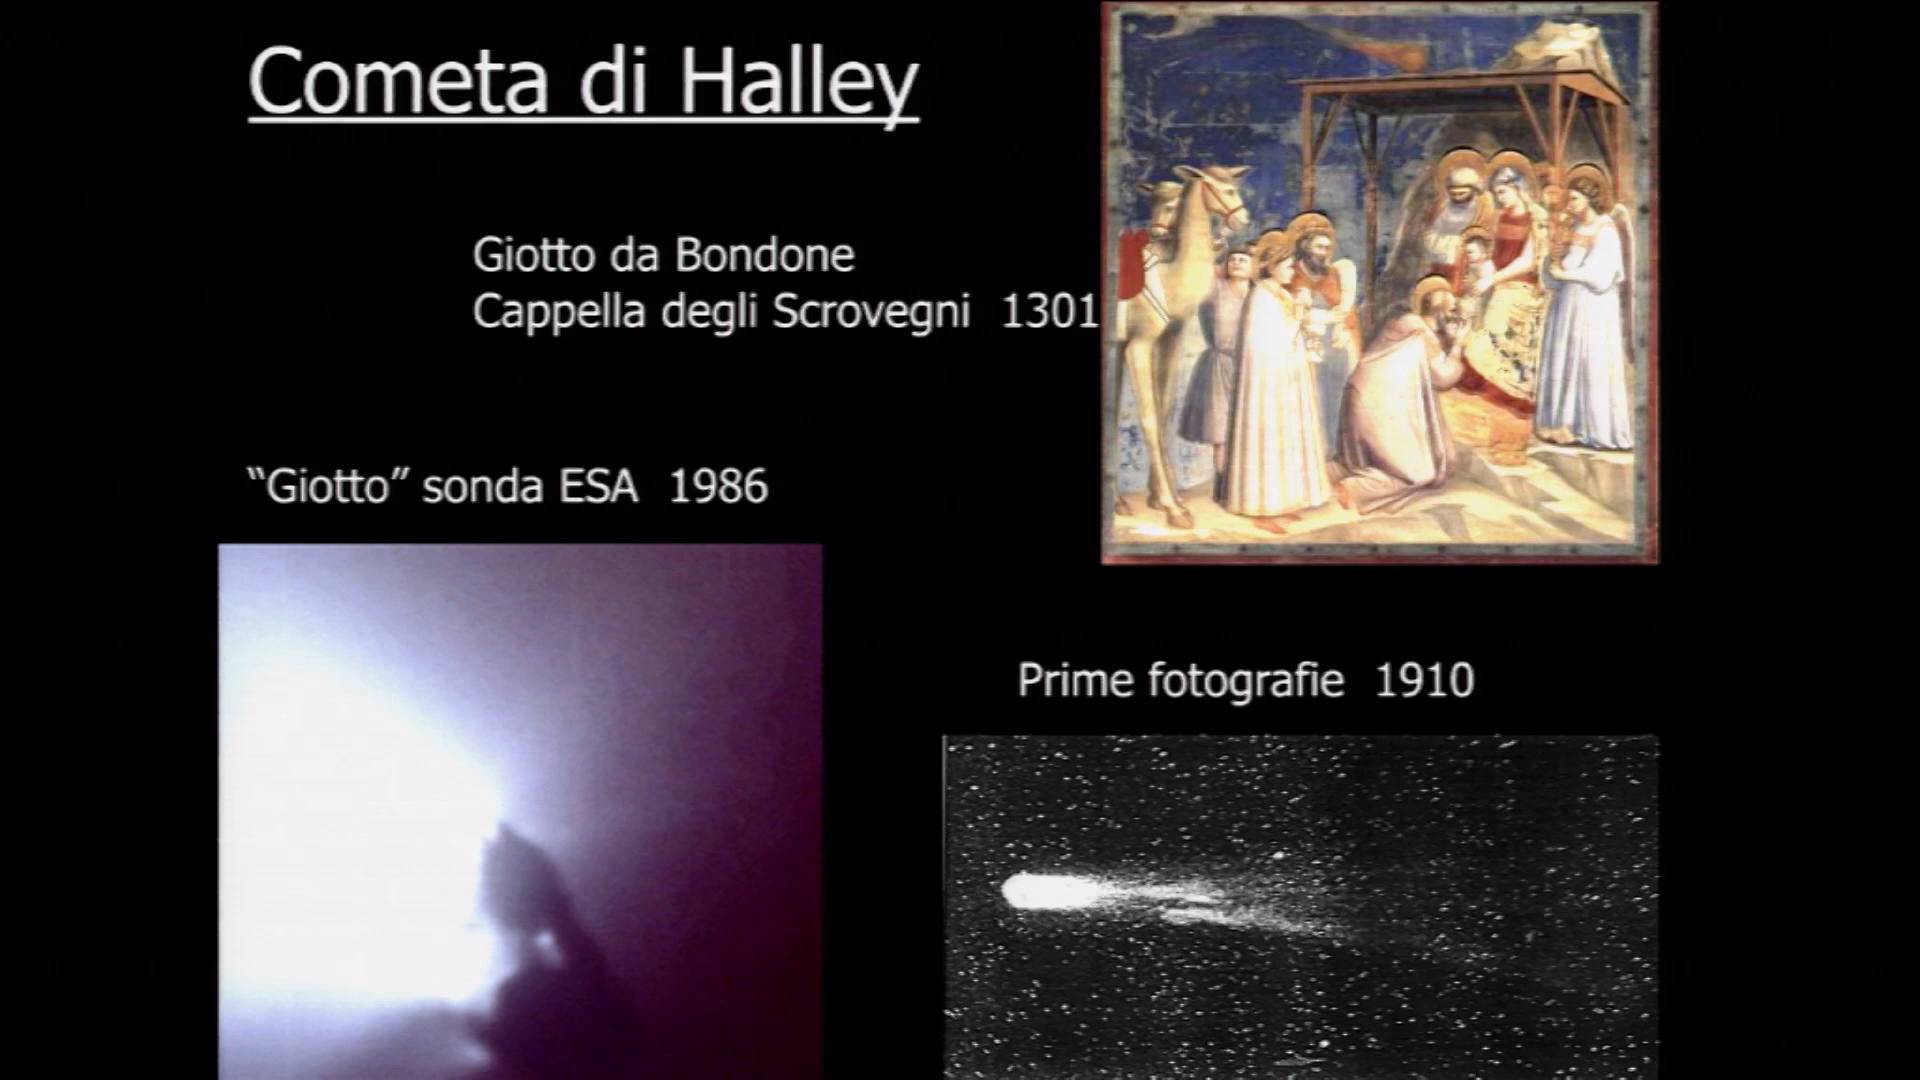 Cometa di Halley
Giotto da Bondone
Cappella degli Scrovegni 1301
“Giotto” sonda ESA 1986
Prime fotografie 1910